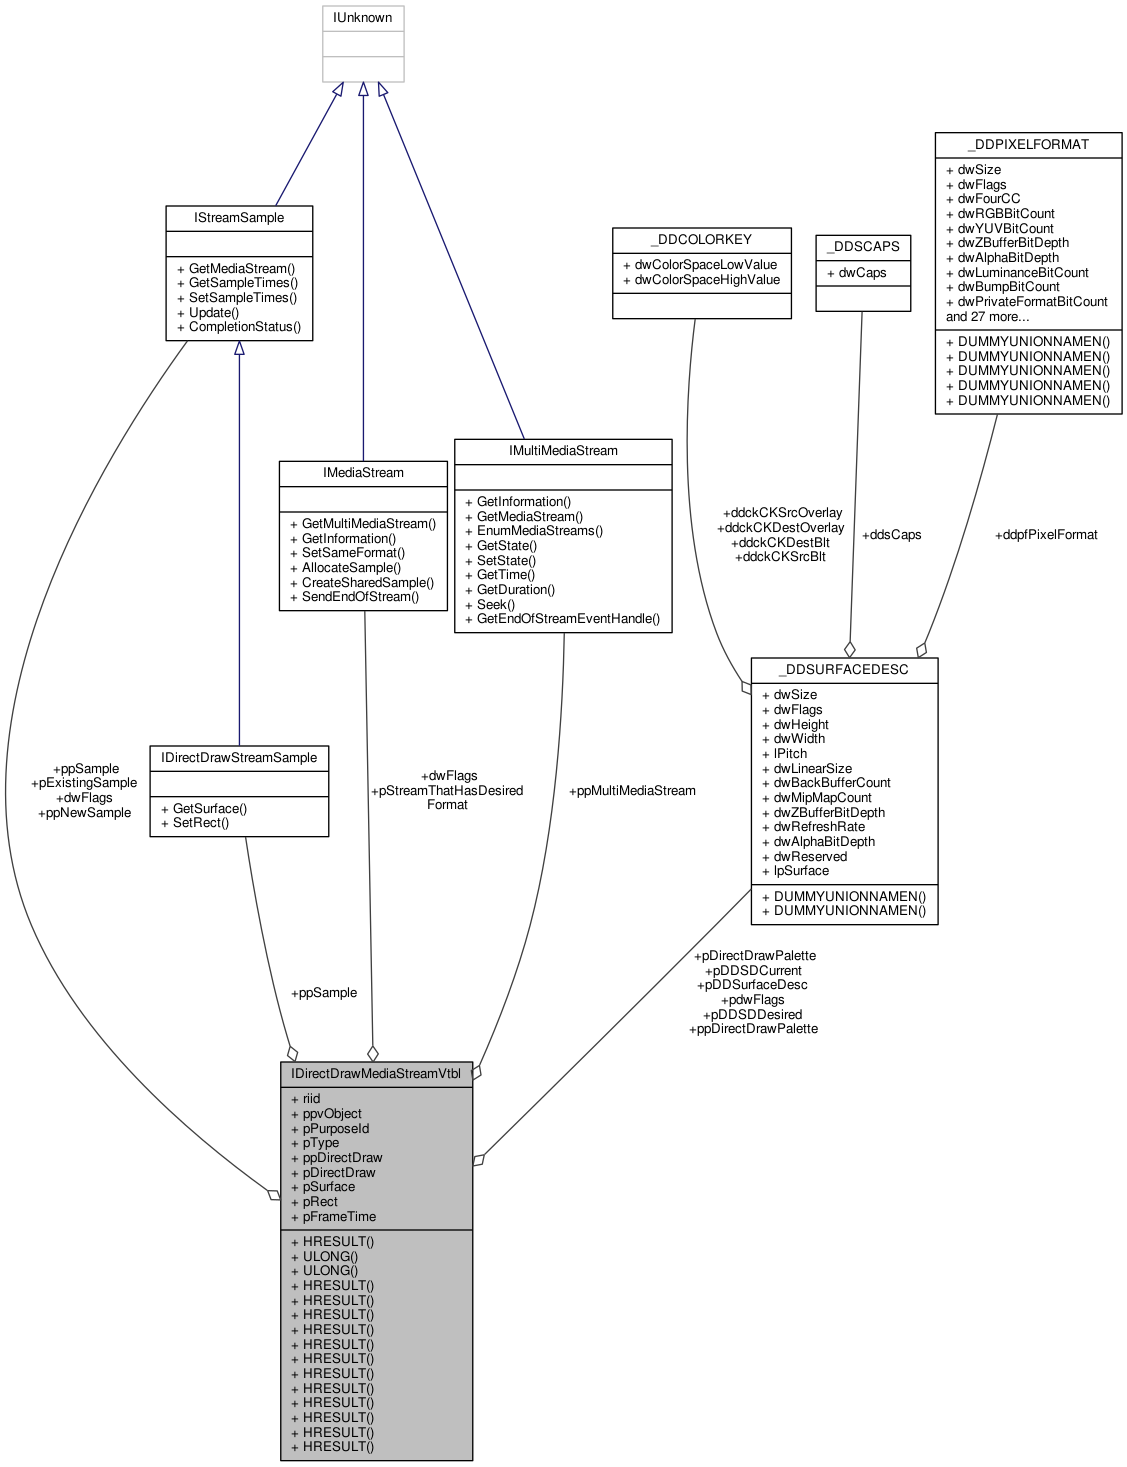 IUnknown
_DDPIXELFORMAT
+ dwSize
+ dwFlags
+ dwFourCC
+ dwRGBBitCount
+ dwYUVBitCount
+ dwZBufferBitDepth
+ dwAlphaBitDepth
+ dwLuminanceBitCount
+ dwBumpBitCount
+ dwPrivateFormatBitCount
and 27 more...
+ DUMMYUNIONNAMEN()
+ DUMMYUNIONNAMEN()
+ DUMMYUNIONNAMEN()
+ DUMMYUNIONNAMEN()
+ DUMMYUNIONNAMEN()
IStreamSample
+ GetMediaStream()
+ GetSampleTimes()
+ SetSampleTimes()
+ Update()
+ CompletionStatus()
_DDCOLORKEY
+ dwColorSpaceLowValue
+ dwColorSpaceHighValue
_DDSCAPS
+ dwCaps
IMediaStream
+ GetMultiMediaStream()
+ GetInformation()
+ SetSameFormat()
+ AllocateSample()
+ CreateSharedSample()
+ SendEndOfStream()
IMultiMediaStream
+ GetInformation()
+ GetMediaStream()
+ EnumMediaStreams()
+ GetState()
+ SetState()
+ GetTime()
+ GetDuration()
+ Seek()
+ GetEndOfStreamEventHandle()
+ddckCKSrcOverlay
+ddckCKDestOverlay
+ddckCKDestBlt
+ddckCKSrcBlt
+ddsCaps
+ddpfPixelFormat
_DDSURFACEDESC
+ dwSize
+ dwFlags
+ dwHeight
+ dwWidth
+ lPitch
+ dwLinearSize
+ dwBackBufferCount
+ dwMipMapCount
+ dwZBufferBitDepth
+ dwRefreshRate
+ dwAlphaBitDepth
+ dwReserved
+ lpSurface
+ DUMMYUNIONNAMEN()
+ DUMMYUNIONNAMEN()
IDirectDrawStreamSample
+ GetSurface()
+ SetRect()
+ppSample
+pExistingSample
+dwFlags
+ppNewSample
+dwFlags
+pStreamThatHasDesired
Format
+ppMultiMediaStream
+ppSample
+pDirectDrawPalette
+pDDSDCurrent
+pDDSurfaceDesc
+pdwFlags
+pDDSDDesired
+ppDirectDrawPalette
IDirectDrawMediaStreamVtbl
+ riid
+ ppvObject
+ pPurposeId
+ pType
+ ppDirectDraw
+ pDirectDraw
+ pSurface
+ pRect
+ pFrameTime
+ HRESULT()
+ ULONG()
+ ULONG()
+ HRESULT()
+ HRESULT()
+ HRESULT()
+ HRESULT()
+ HRESULT()
+ HRESULT()
+ HRESULT()
+ HRESULT()
+ HRESULT()
+ HRESULT()
+ HRESULT()
+ HRESULT()